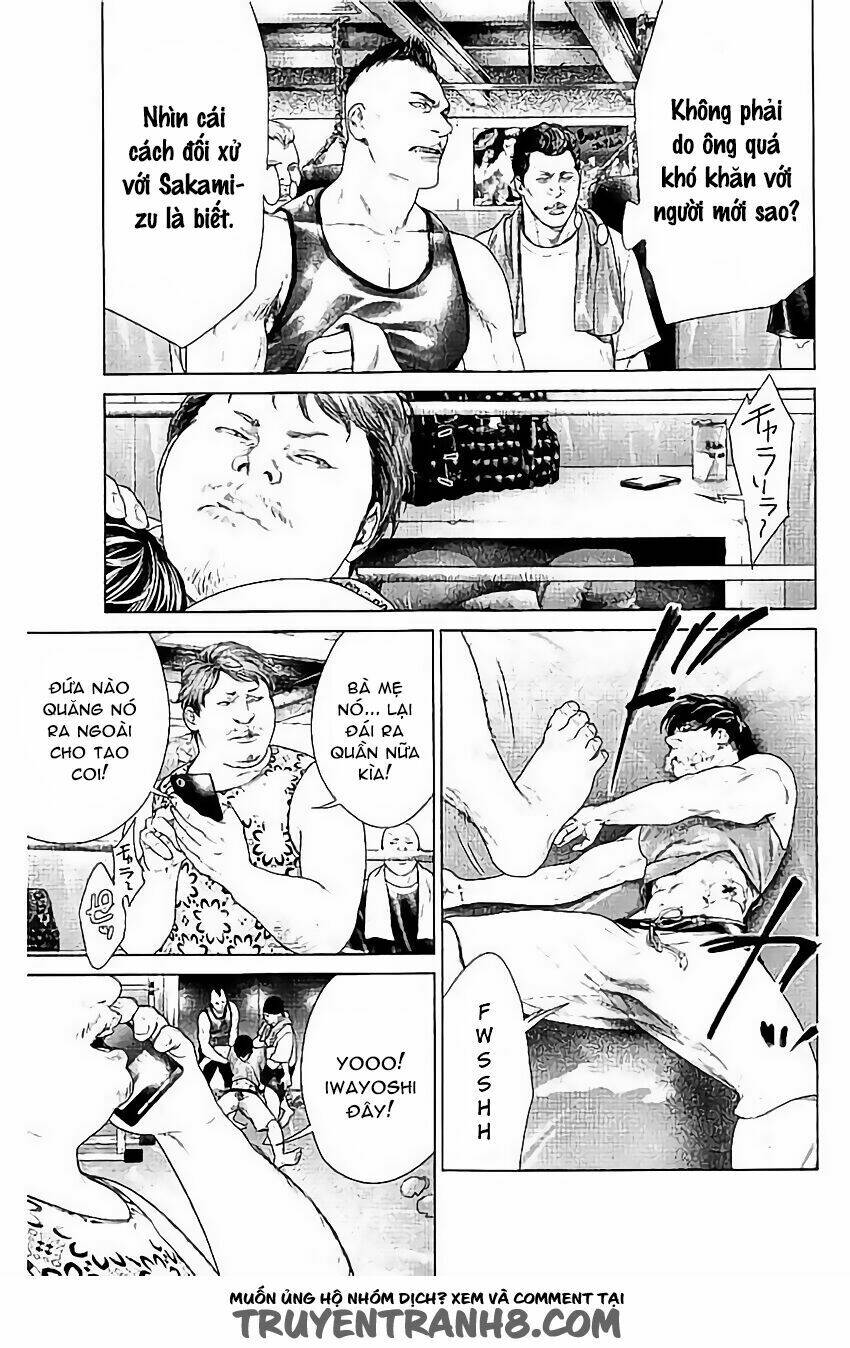 Không phải
do ông quá
khó khăn với
người mới sao?
Nhìn cái
cách đối xử
với Sakami-
zu là biết.
チャラリラ~
FWSSHH
BÀ MẸ
NÓ... LẠI
ĐÁI RA
QUẦN NỮA
KÌA!
ĐỨA NÀO
QUĂNG NÓ
RA NGOÀI
CHO TAO
COI!
YOOO!
IWAYOSHI
ĐÂY!
MUỐN ỦNG HỘ NHÓM DỊCH? XEM VÀ COMMENT TẠI
TRUYENTRANH8.COM